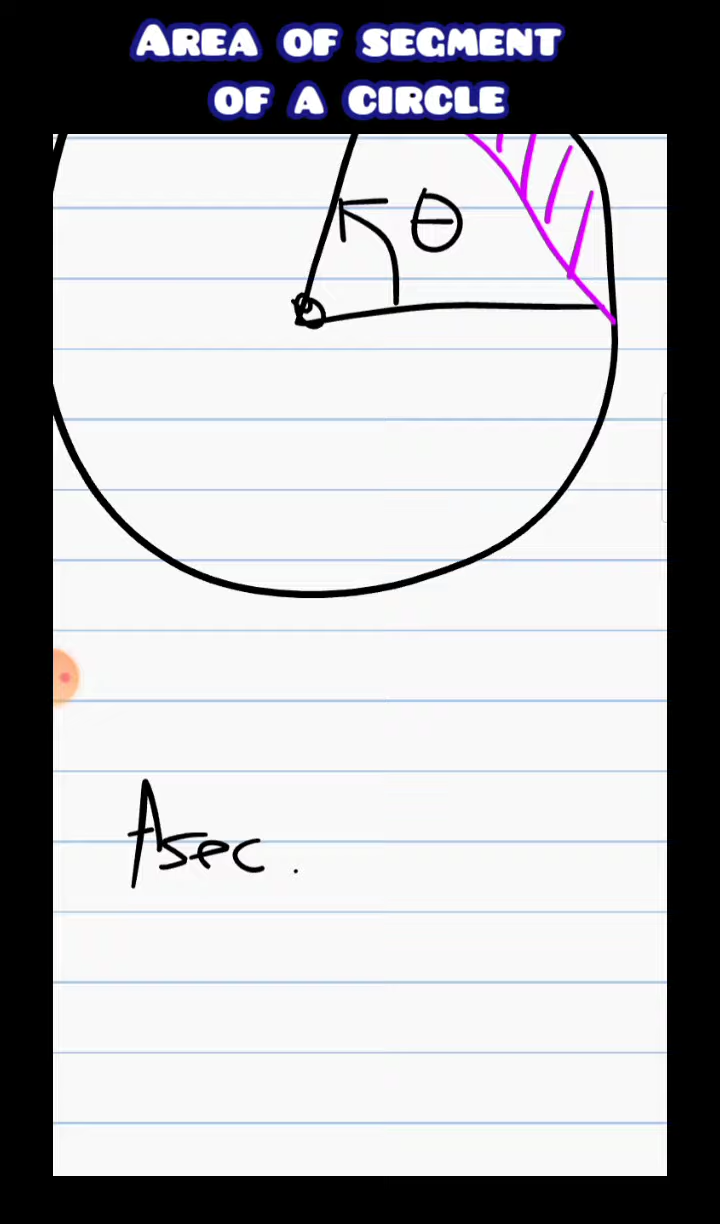 AREA OF SEGMENT
OF A CIRCLE
θ
Asec.